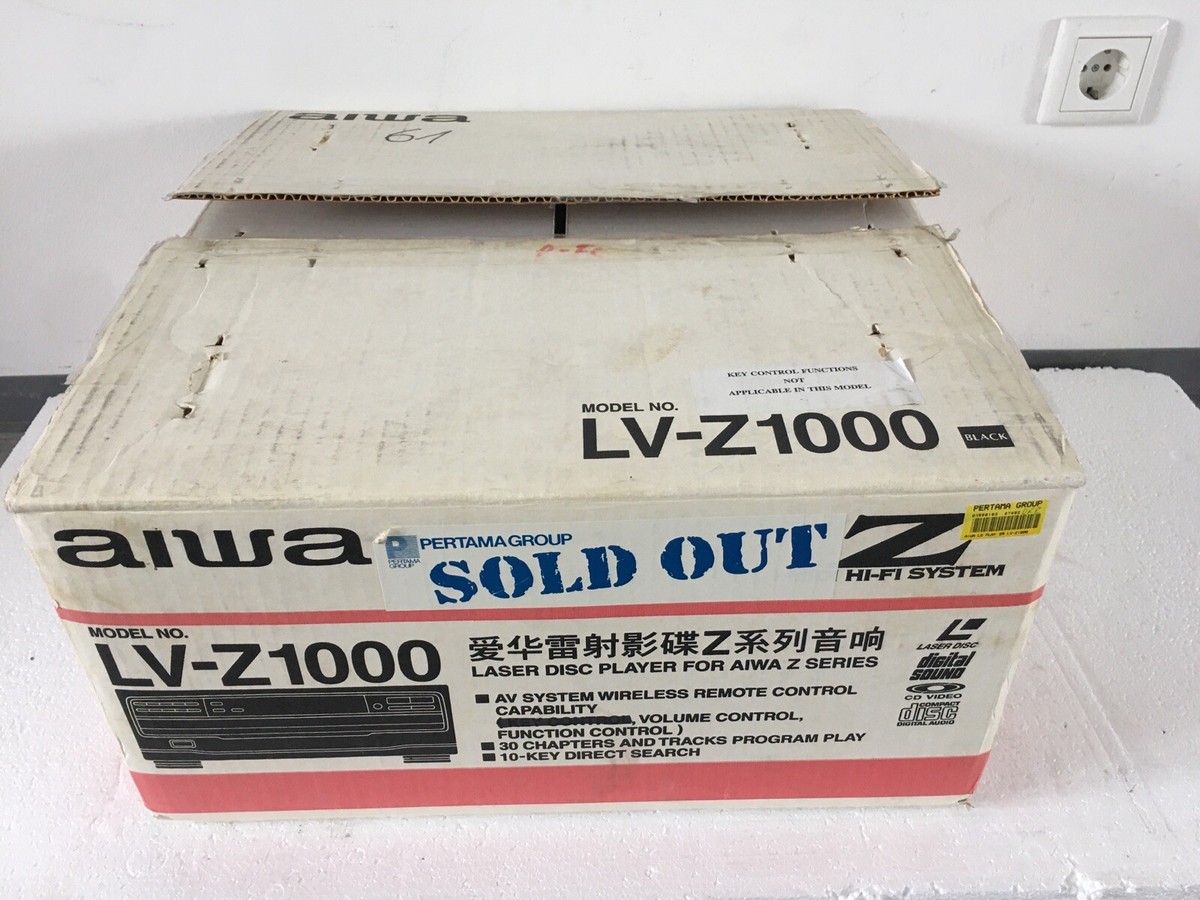 aiwa
61
KEY CONTROL FUNCTIONS
NOT
APPLICABLE IN THIS MODEL
MODEL NO.
LV-Z1000
BLACK
PERTAMA GROUP
aiwa
PERTAMA GROUP
PERTAMA
GROUP
SOLD OUT
Z
HI-FI SYSTEM
MODEL NO.
LV-Z1000
爱华雷射影碟Z系列音响
LASER DISC PLAYER FOR AIWA Z SERIES
■ AV SYSTEM WIRELESS REMOTE CONTROL
CAPABILITY
(KEY CONTROL, VOLUME CONTROL,
FUNCTION CONTROL)
■ 30 CHAPTERS AND TRACKS PROGRAM PLAY
■ 10-KEY DIRECT SEARCH
LASER DISC
digital
SOUND
CD VIDEO
COMPACT
disc
DIGITAL AUDIO